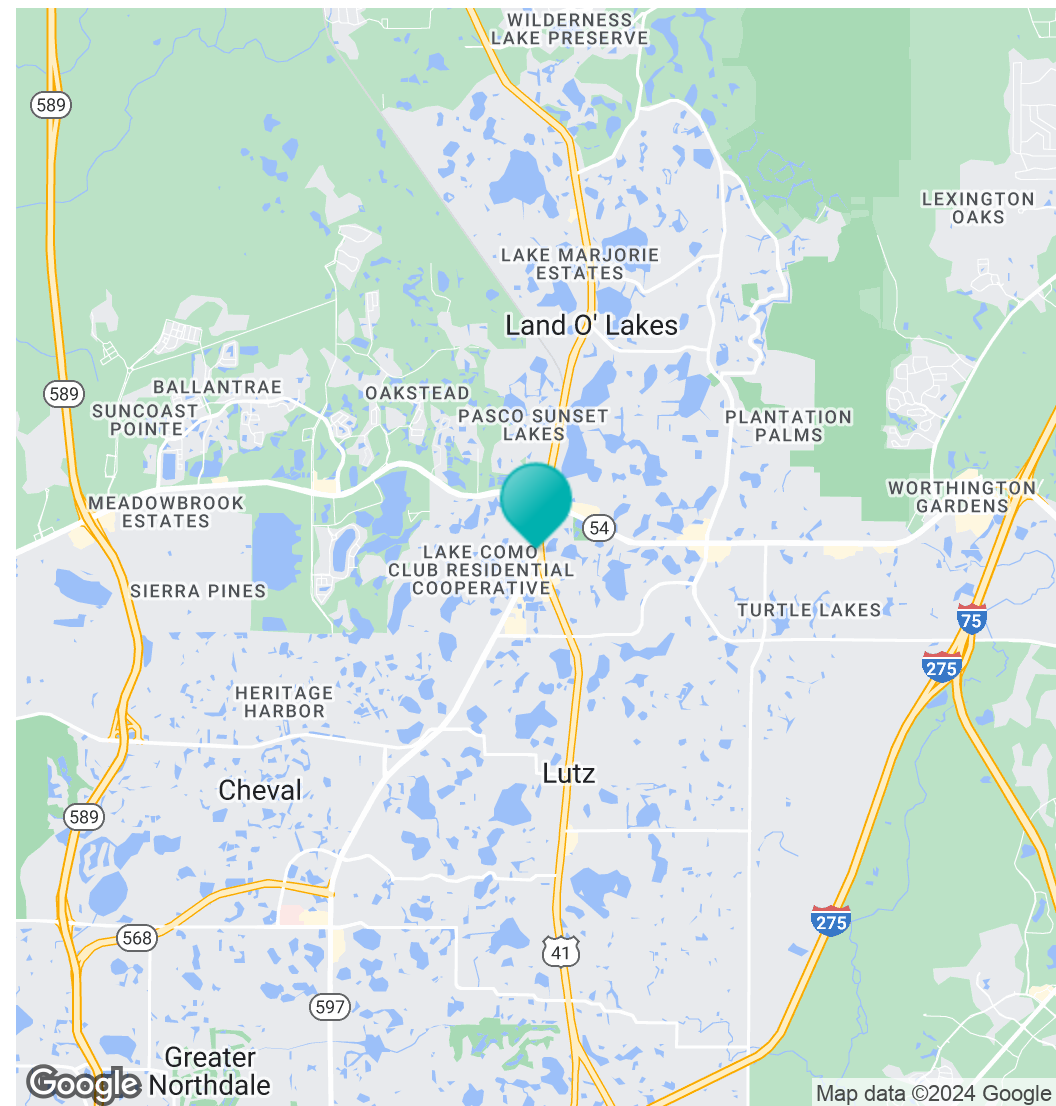 WILDERNESS
LAKE PRESERVE
589
LEXINGTON
OAKS
LAKE MARJORIE
ESTATES
Land O' Lakes
589
BALLANTRAE
OAKSTEAD
SUNCOAST
POINTE
PASCO SUNSET
LAKES
PLANTATION
PALMS
MEADOWBROOK
ESTATES
WORTHINGTON
GARDENS
54
LAKE COMO
CLUB RESIDENTIAL
COOPERATIVE
SIERRA PINES
TURTLE LAKES
75
275
HERITAGE
HARBOR
Lutz
Cheval
589
275
568
41
597
Greater
Northdale
Google
Map data ©2024 Google